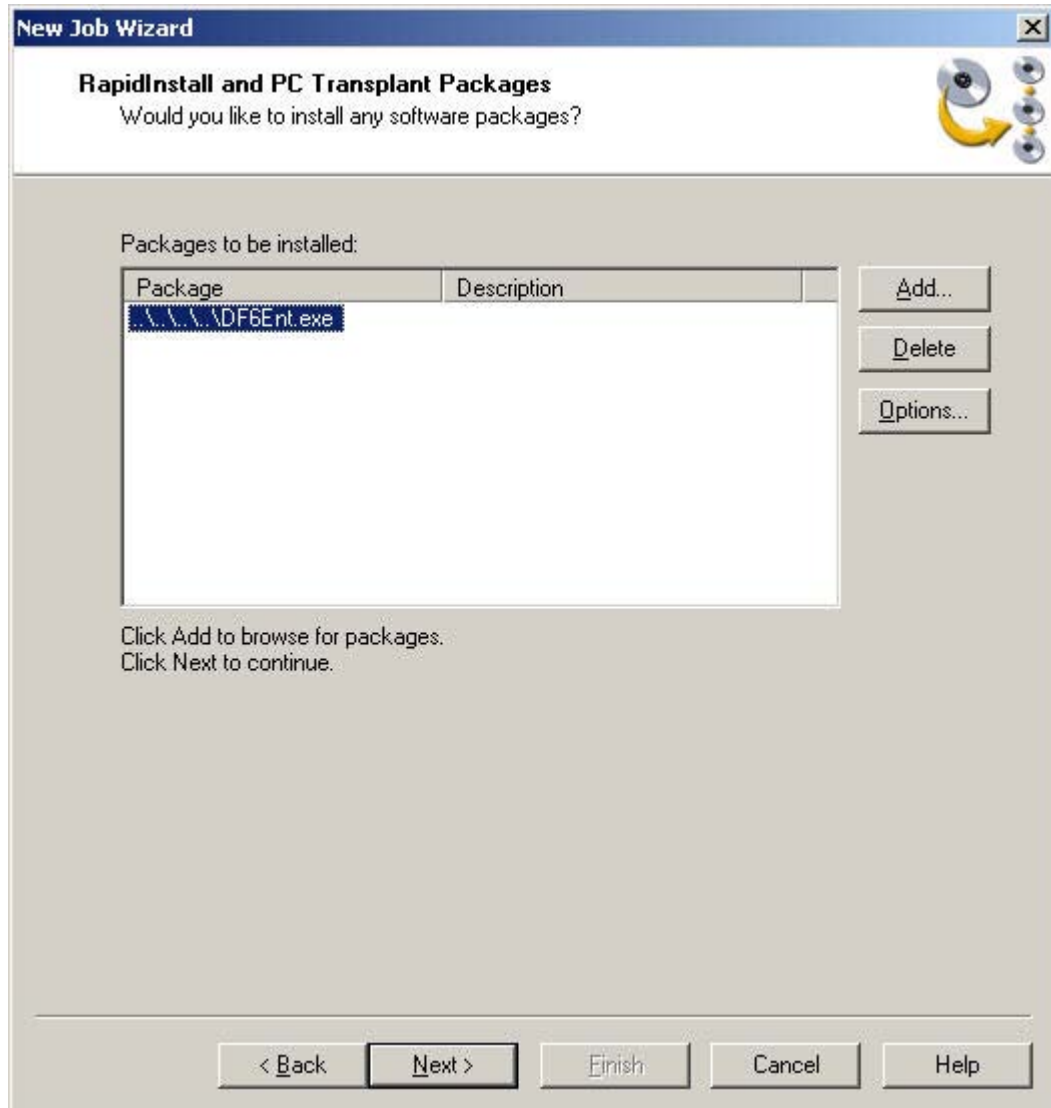 New Job Wizard
RapidInstall and PC Transplant Packages
Would you like to install any software packages?
Packages to be installed:
Package Description
..\..\..\..\DF6Ent.exe
Add...
Delete
Options...
Click Add to browse for packages.
Click Next to continue.
< Back Next > Finish Cancel Help